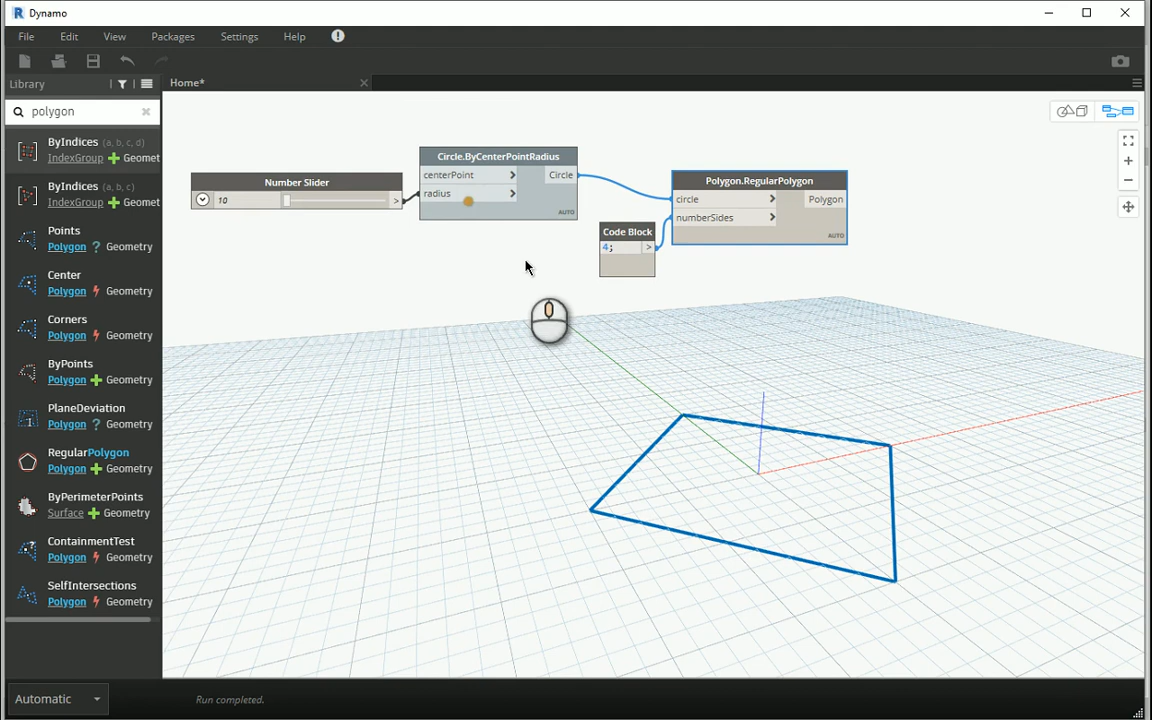 Dynamo
File Edit View Packages Settings Help
Library
Home*
polygon
ByIndices (a, b, c, d)
IndexGroup Geomet
ByIndices (a, b, c)
IndexGroup Geomet
Points
Polygon ? Geometry
Center
Polygon Geometry
Corners
Polygon Geometry
ByPoints
Polygon Geometry
PlaneDeviation
Polygon ? Geometry
RegularPolygon
Polygon Geometry
ByPerimeterPoints
Surface Geometry
ContainmentTest
Polygon Geometry
SelfIntersections
Polygon Geometry
Number Slider
10 >
Circle.ByCenterPointRadius
centerPoint > Circle
radius >
AUTO
Code Block
4; >
Polygon.RegularPolygon
circle > Polygon
numberSides >
AUTO
Automatic
Run completed.